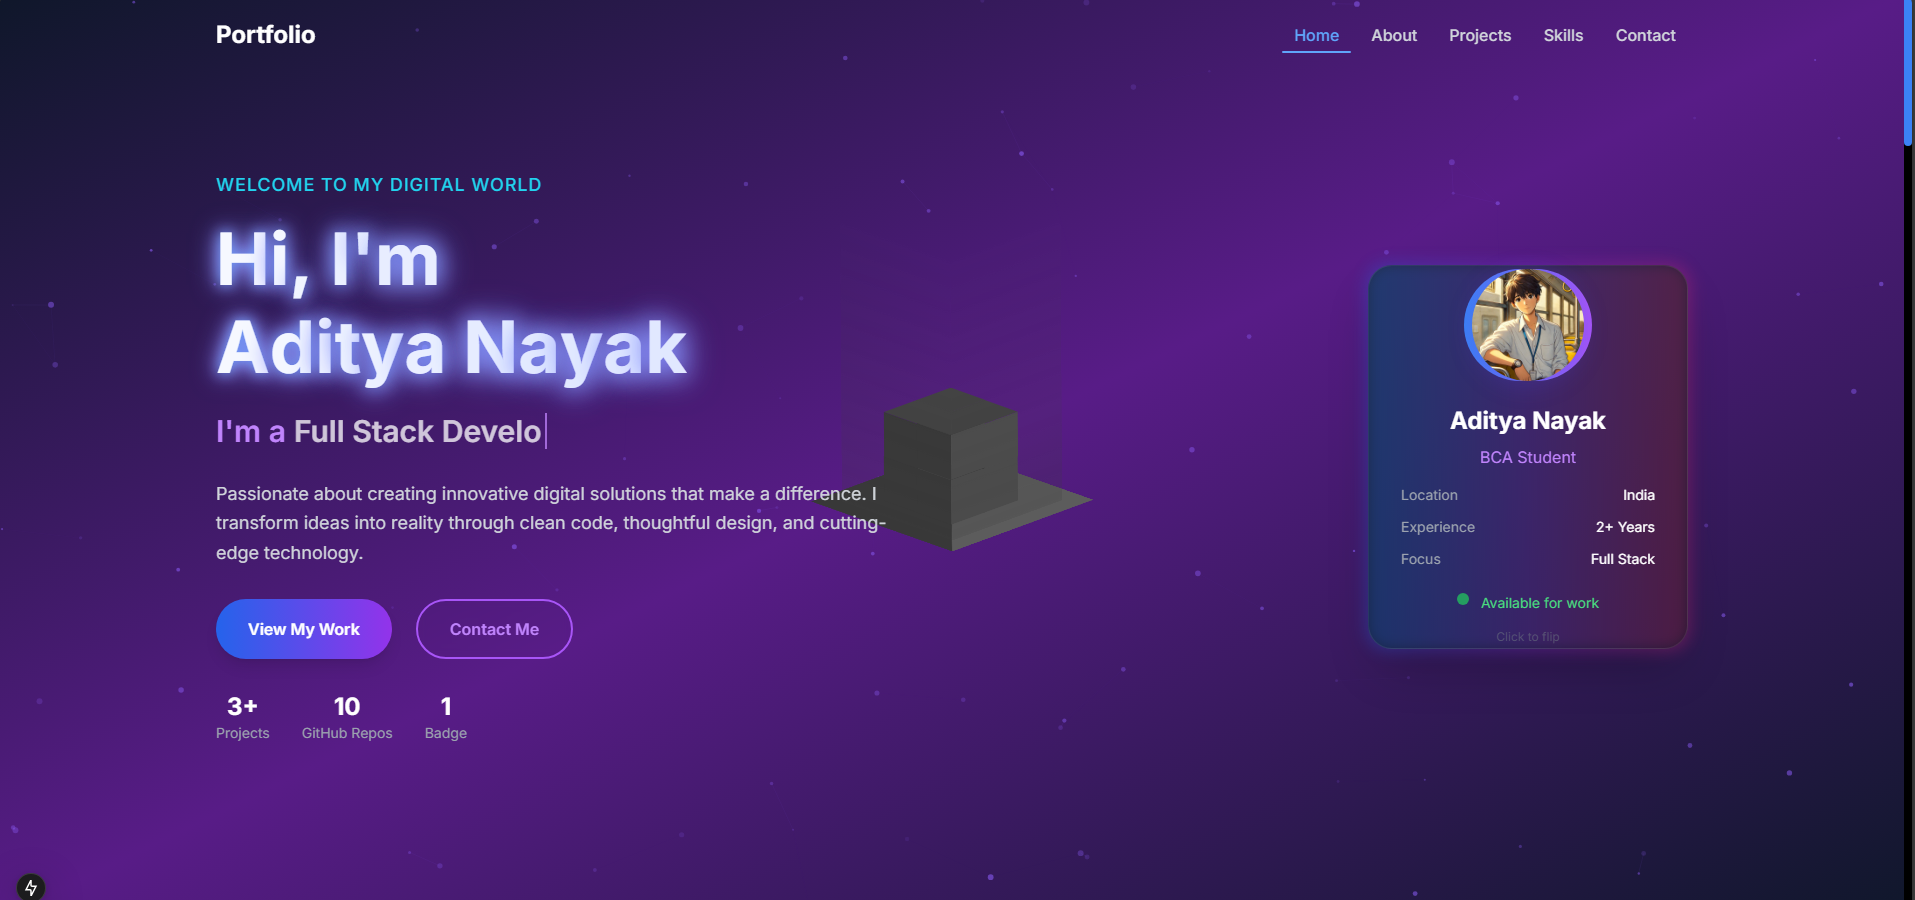 Portfolio
Home
About
Projects
Skills
Contact
WELCOME TO MY DIGITAL WORLD
Hi, I'm
Aditya Nayak
I'm a Full Stack Develo
Passionate about creating innovative digital solutions that make a difference. I
transform ideas into reality through clean code, thoughtful design, and cutting-
edge technology.
View My Work
Contact Me
3+
Projects
10
GitHub Repos
1
Badge
Aditya Nayak
BCA Student
Location India
Experience 2+ Years
Focus Full Stack
Available for work
Click to flip